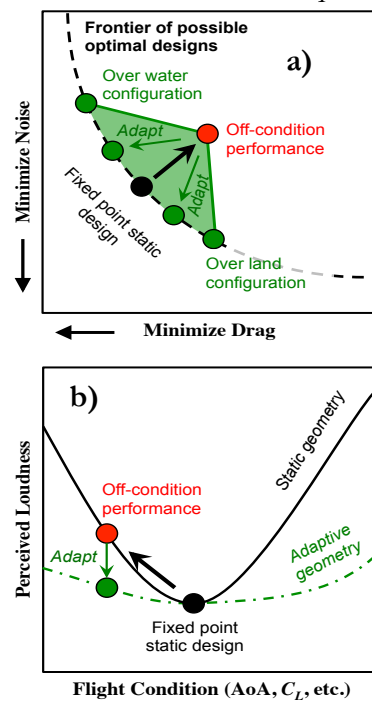 Frontier of possible
optimal designs
a)
Over water
configuration
Adapt
Off-condition
performance
Adapt
Fixed point static
design
Over land
configuration
Minimize Noise
Minimize Drag
b)
Static geometry
Off-condition
performance
Adapt
Adaptive
geometry
Fixed point
static design
Perceived Loudness
Flight Condition (AoA, C_L, etc.)